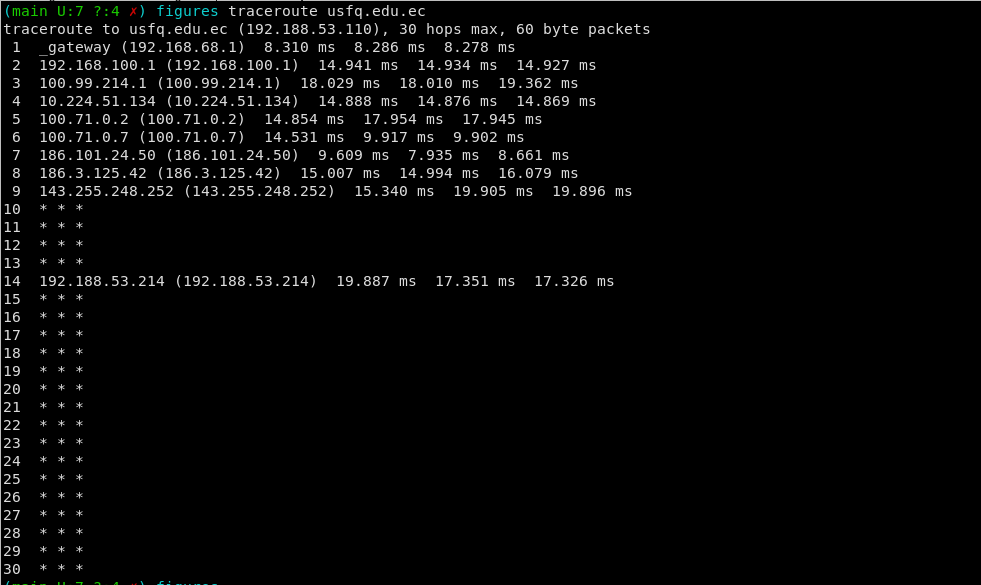 (main U:7 ?:4 ✗) figures traceroute usfq.edu.ec
traceroute to usfq.edu.ec (192.188.53.110), 30 hops max, 60 byte packets
 1  _gateway (192.168.68.1)  8.310 ms  8.286 ms  8.278 ms
 2  192.168.100.1 (192.168.100.1)  14.941 ms  14.934 ms  14.927 ms
 3  100.99.214.1 (100.99.214.1)  18.029 ms  18.010 ms  19.362 ms
 4  10.224.51.134 (10.224.51.134)  14.888 ms  14.876 ms  14.869 ms
 5  100.71.0.2 (100.71.0.2)  14.854 ms  17.954 ms  17.945 ms
 6  100.71.0.7 (100.71.0.7)  14.531 ms  9.917 ms  9.902 ms
 7  186.101.24.50 (186.101.24.50)  9.609 ms  7.935 ms  8.661 ms
 8  186.3.125.42 (186.3.125.42)  15.007 ms  14.994 ms  16.079 ms
 9  143.255.248.252 (143.255.248.252)  15.340 ms  19.905 ms  19.896 ms
10  * * *
11  * * *
12  * * *
13  * * *
14  192.188.53.214 (192.188.53.214)  19.887 ms  17.351 ms  17.326 ms
15  * * *
16  * * *
17  * * *
18  * * *
19  * * *
20  * * *
21  * * *
22  * * *
23  * * *
24  * * *
25  * * *
26  * * *
27  * * *
28  * * *
29  * * *
30  * * *
(main U:7 ?:4 ✗) figures